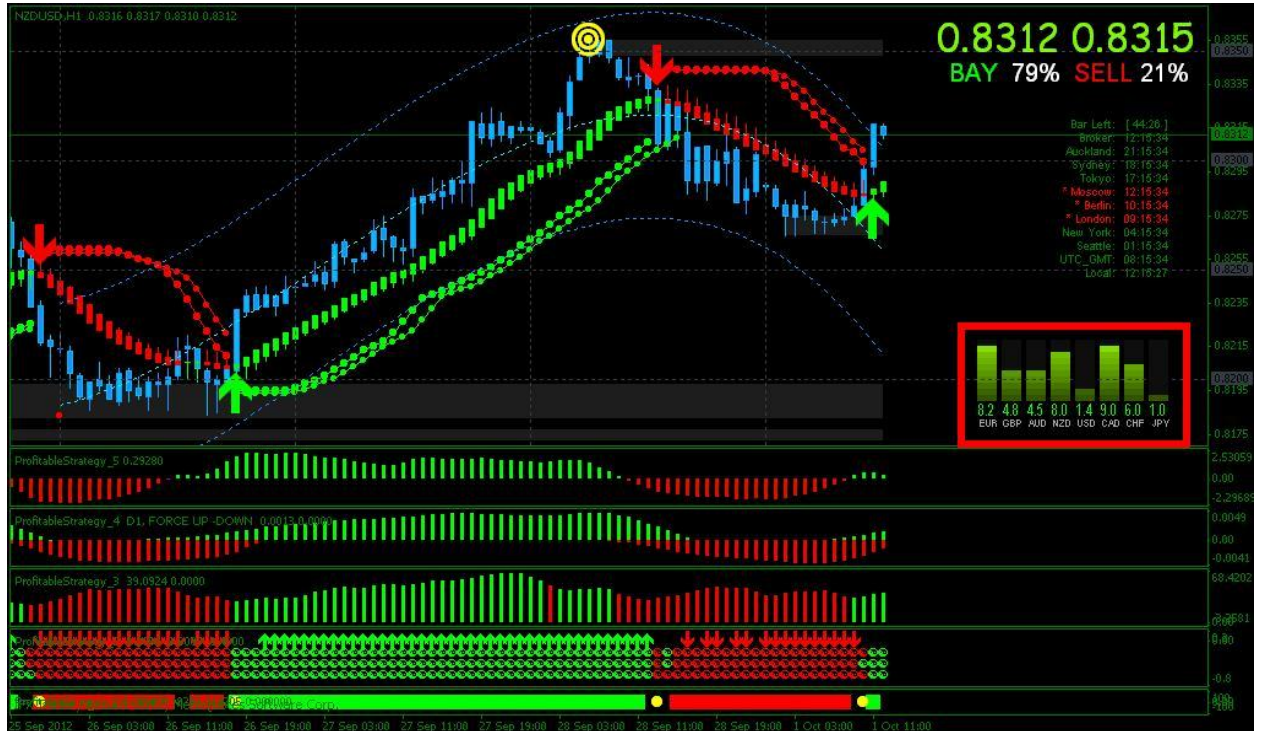 NZDUSD,H1 0.8316 0.8317 0.8310 0.8312
0.8312 0.8315
BAY 79% SELL 21%
0.8355
0.8350
0.8335
0.8312
0.8300
0.8295
0.8275
0.8255
0.8250
0.8235
0.8215
0.8200
0.8195
0.8175
Bar Left: [ 44:26 ]
Broker: 12:15:34
Auckland: 21:15:34
Sydney: 18:15:34
Tokyo: 17:15:34
* Moscow: 12:15:34
* Berlin: 10:15:34
* London: 09:15:34
New York: 04:15:34
Seattle: 01:15:34
UTC_GMT: 08:15:34
Local: 12:15:27
8.2 4.8 4.5 8.0 1.4 9.0 6.0 1.0
EUR GBP AUD NZD USD CAD CHF JPY
ProfitableStrategy_5 0.29280
2.53059
0.00
ProfitableStrategy_4 D1, FORCE UP -DOWN 0.0013 0.0000
0.0049
0.00
-0.0041
ProfitableStrategy_3 39.0924 0.0000
68.4202
-0.8
25 Sep 2012 26 Sep 03:00 26 Sep 11:00 26 Sep 19:00 27 Sep 03:00 27 Sep 11:00 27 Sep 19:00 28 Sep 03:00 28 Sep 11:00 28 Sep 19:00 1 Oct 03:00 1 Oct 11:00